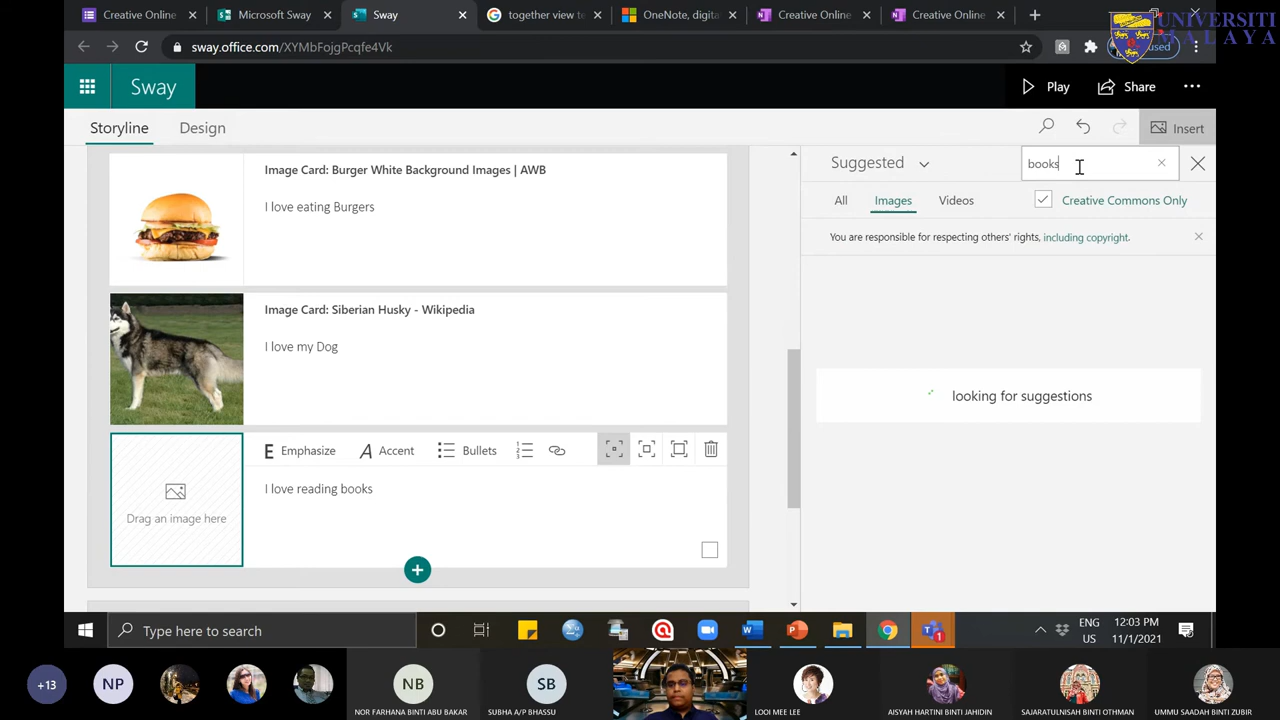 Creative Online
Microsoft Sway
Sway
together view te
OneNote, digita
Creative Online
Creative Online
UNIVERSITI
MALAYA
sway.office.com/XYMbFojgPcqfe4Vk
Sway
Play
Share
Storyline
Design
Insert
Image Card: Burger White Background Images | AWB
I love eating Burgers
Image Card: Siberian Husky - Wikipedia
I love my Dog
E Emphasize
A Accent
Bullets
Drag an image here
I love reading books
Suggested
books
All
Images
Videos
Creative Commons Only
You are responsible for respecting others' rights, including copyright.
looking for suggestions
Type here to search
ENG
US
12:03 PM
11/1/2021
+13
NP
NB
NOR FARHANA BINTI ABU BAKAR
SB
SUBHA A/P BHASSU
LOOI MEE LEE
AISYAH HARTINI BINTI JAHIDIN
SAJARATULNISAH BINTI OTHMAN
UMMU SAADAH BINTI ZUBIR